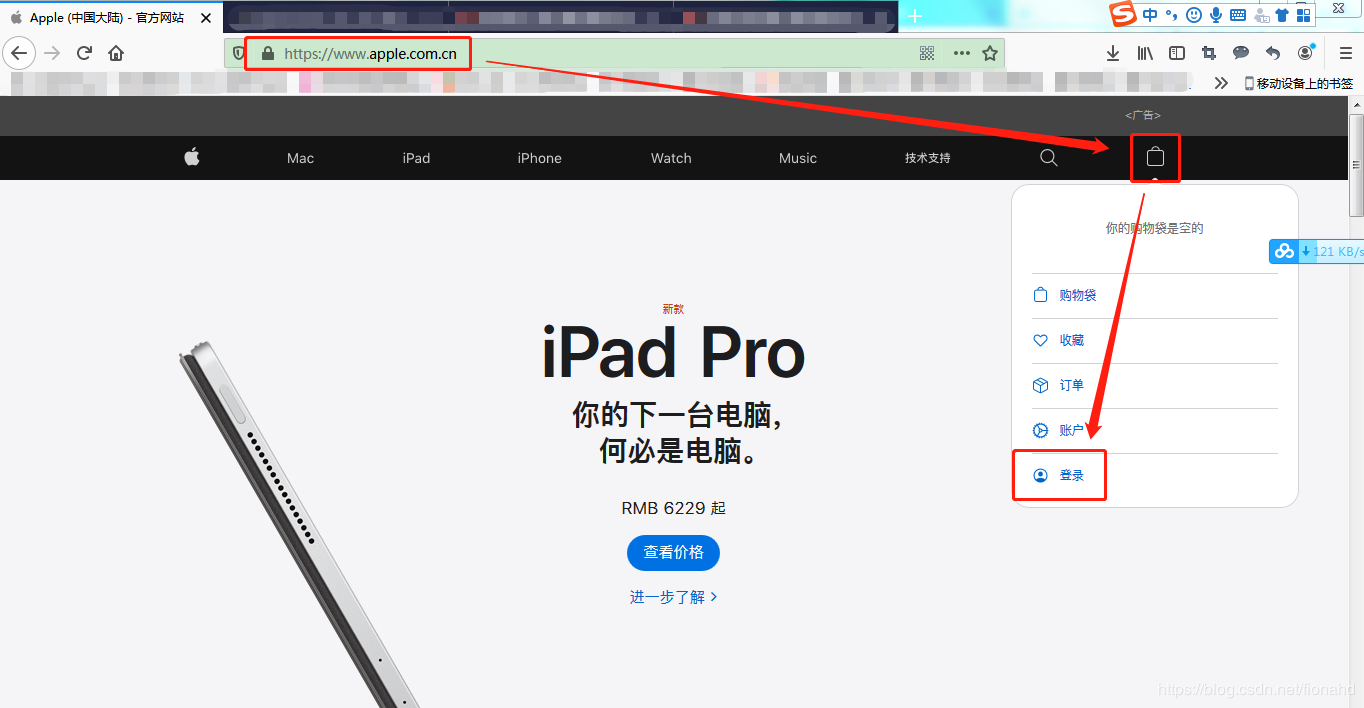 Apple (中国大陆) - 官方网站
中
https://www.apple.com.cn
移动设备上的书签
<广告>
Mac iPad iPhone Watch Music 技术支持
你的购物袋是空的
121 KB/s
购物袋
收藏
订单
账户
登录
新款
iPad Pro
你的下一台电脑，
何必是电脑。
RMB 6229 起
查看价格
进一步了解 >
https://blog.csdn.net/fionahd